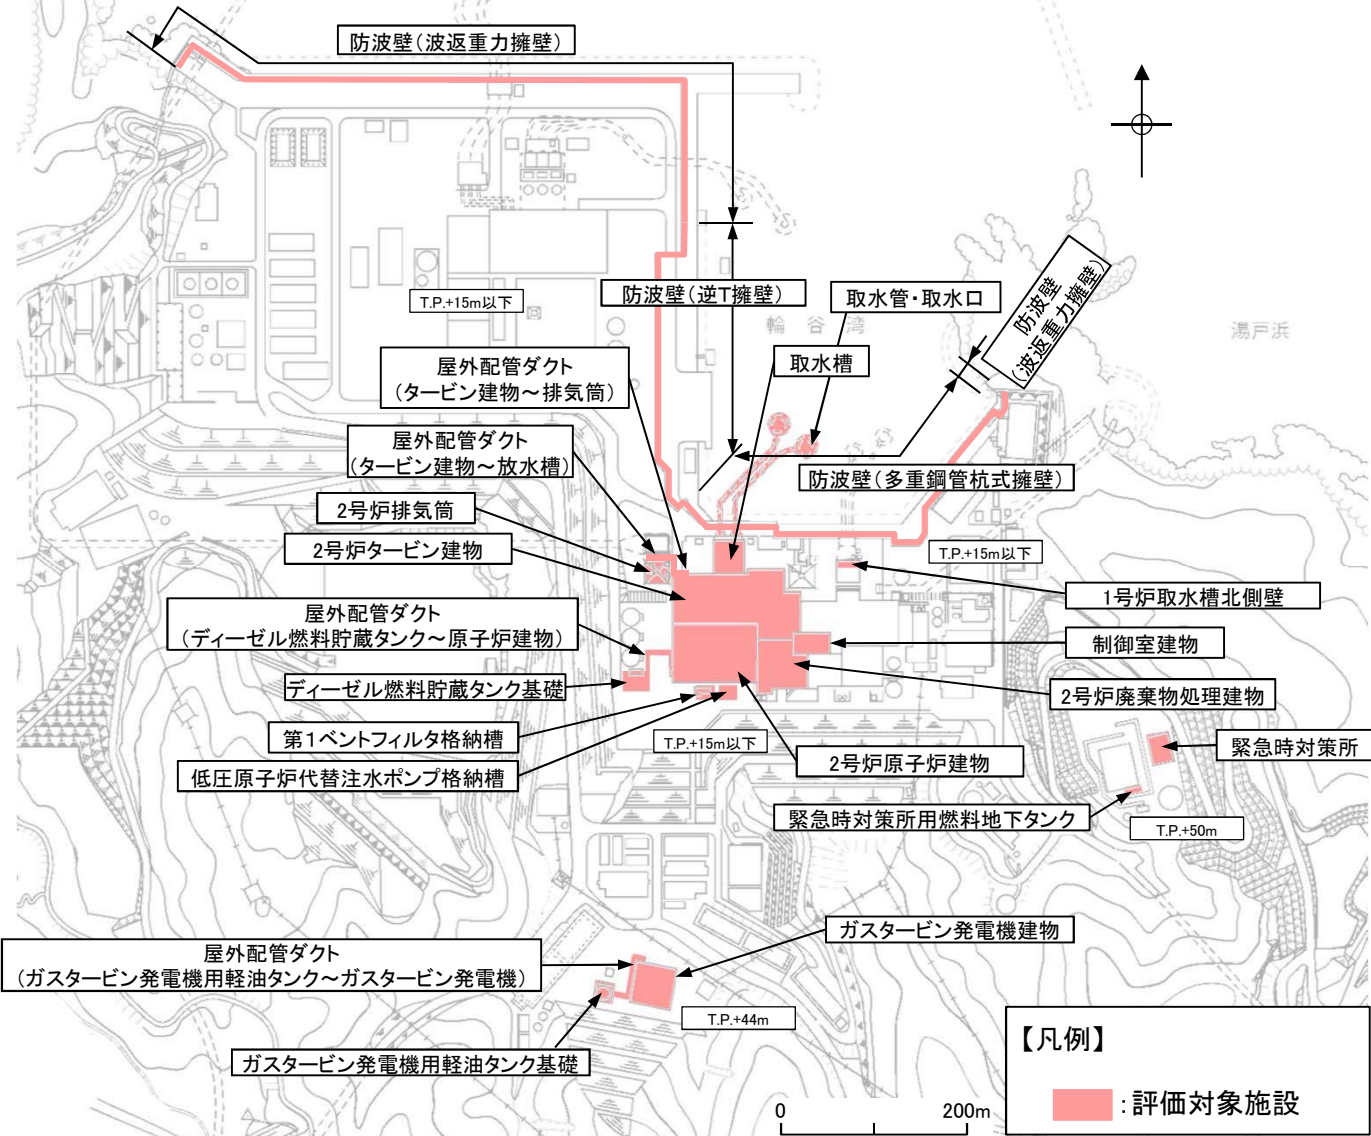 防波壁(波返重力擁壁)
防波壁(逆T擁壁)
取水管・取水口
防波壁
(波返重力擁壁)
T.P.+15m以下
輪谷湾
湯戸浜
取水槽
屋外配管ダクト
(タービン建物～排気筒)
屋外配管ダクト
(タービン建物～放水槽)
防波壁(多重鋼管杭式擁壁)
2号炉排気筒
2号炉タービン建物
T.P.+15m以下
1号炉取水槽北側壁
屋外配管ダクト
(ディーゼル燃料貯蔵タンク～原子炉建物)
制御室建物
ディーゼル燃料貯蔵タンク基礎
2号炉廃棄物処理建物
第1ベントフィルタ格納槽
T.P.+15m以下
緊急時対策所
2号炉原子炉建物
低圧原子炉代替注水ポンプ格納槽
緊急時対策所用燃料地下タンク
T.P.+50m
ガスタービン発電機建物
屋外配管ダクト
(ガスタービン発電機用軽油タンク～ガスタービン発電機)
T.P.+44m
ガスタービン発電機用軽油タンク基礎
【凡例】
:評価対象施設
0 200m